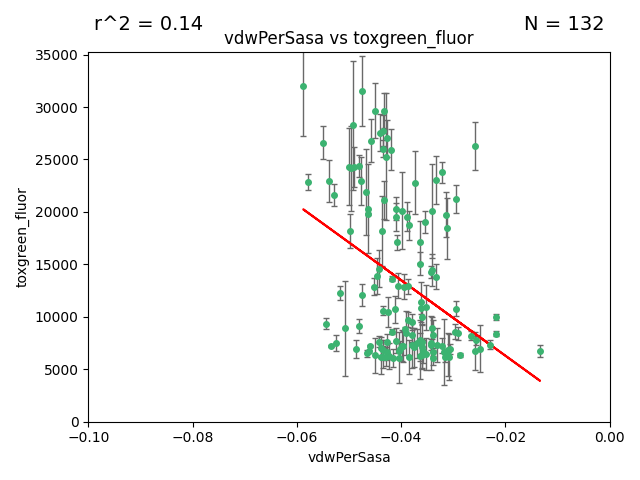 r^2 = 0.14
N = 132
vdwPerSasa vs toxgreen_fluor
toxgreen_fluor
35000
30000
25000
20000
15000
10000
5000
0
−0.10
−0.08
−0.06
−0.04
−0.02
0.00
vdwPerSasa